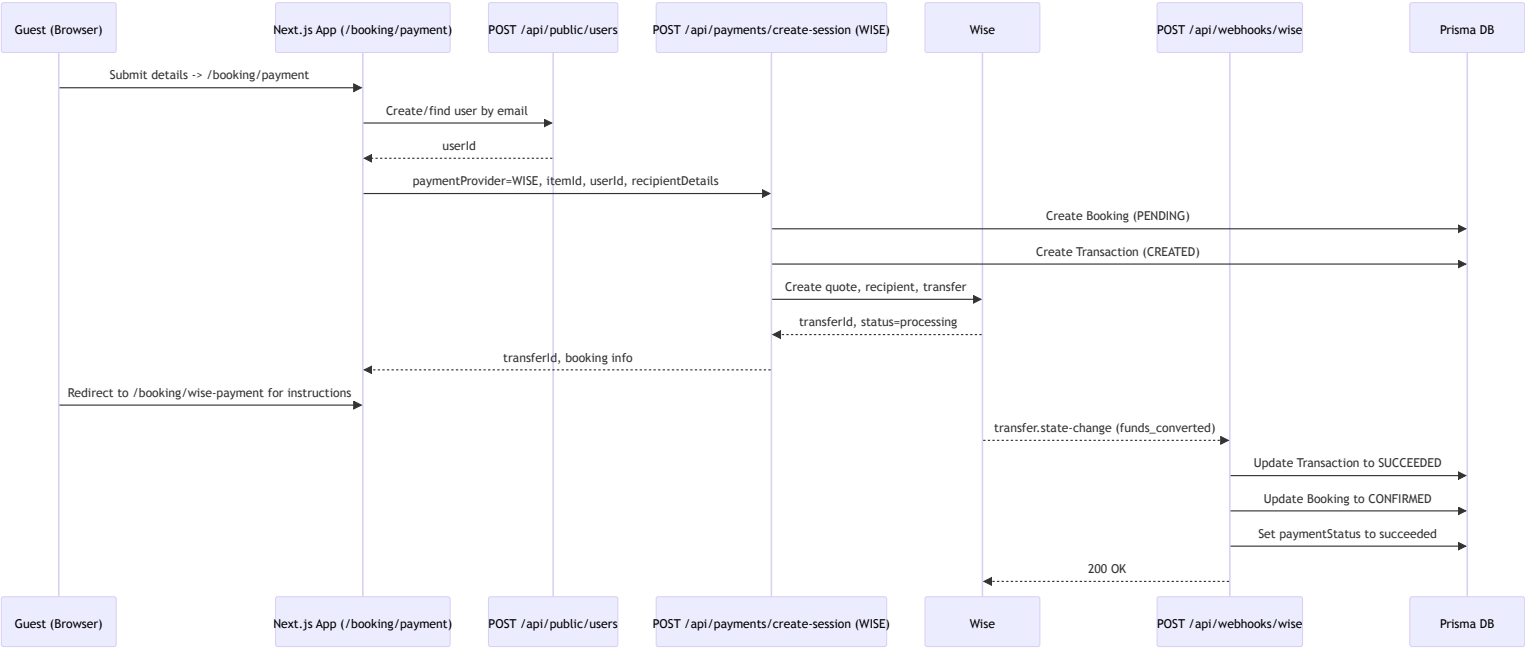 Guest (Browser)
Next.js App (/booking/payment)
POST /api/public/users
POST /api/payments/create-session (WISE)
Wise
POST /api/webhooks/wise
Prisma DB
Submit details -> /booking/payment
Create/find user by email
userId
paymentProvider=WISE, itemId, userId, recipientDetails
Create Booking (PENDING)
Create Transaction (CREATED)
Create quote, recipient, transfer
transferId, status=processing
transferId, booking info
Redirect to /booking/wise-payment for instructions
transfer.state-change (funds_converted)
Update Transaction to SUCCEEDED
Update Booking to CONFIRMED
Set paymentStatus to succeeded
200 OK
Guest (Browser)
Next.js App (/booking/payment)
POST /api/public/users
POST /api/payments/create-session (WISE)
Wise
POST /api/webhooks/wise
Prisma DB